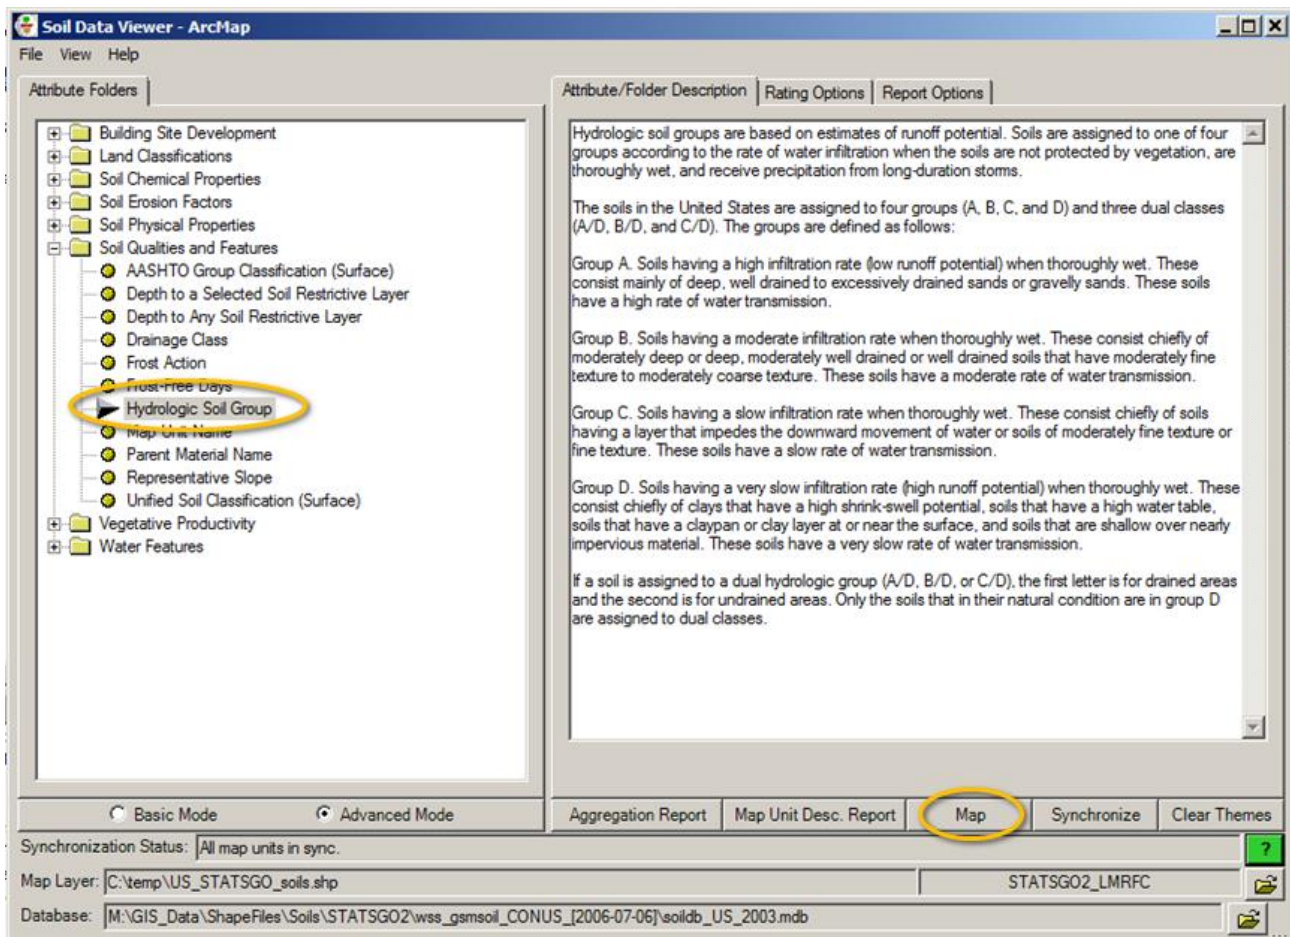 Soil Data Viewer - ArcMap
File View Help
Attribute Folders
Building Site Development
Land Classifications
Soil Chemical Properties
Soil Erosion Factors
Soil Physical Properties
Soil Qualities and Features
AASHTO Group Classification (Surface)
Depth to a Selected Soil Restrictive Layer
Depth to Any Soil Restrictive Layer
Drainage Class
Frost Action
Frost-Free Days
Hydrologic Soil Group
Map Unit Name
Parent Material Name
Representative Slope
Unified Soil Classification (Surface)
Vegetative Productivity
Water Features
Basic Mode Advanced Mode
Attribute/Folder Description Rating Options Report Options
Hydrologic soil groups are based on estimates of runoff potential. Soils are assigned to one of four
groups according to the rate of water infiltration when the soils are not protected by vegetation, are
thoroughly wet, and receive precipitation from long-duration storms.
The soils in the United States are assigned to four groups (A, B, C, and D) and three dual classes
(A/D, B/D, and C/D). The groups are defined as follows:
Group A. Soils having a high infiltration rate (low runoff potential) when thoroughly wet. These
consist mainly of deep, well drained to excessively drained sands or gravelly sands. These soils
have a high rate of water transmission.
Group B. Soils having a moderate infiltration rate when thoroughly wet. These consist chiefly of
moderately deep or deep, moderately well drained or well drained soils that have moderately fine
texture to moderately coarse texture. These soils have a moderate rate of water transmission.
Group C. Soils having a slow infiltration rate when thoroughly wet. These consist chiefly of soils
having a layer that impedes the downward movement of water or soils of moderately fine texture or
fine texture. These soils have a slow rate of water transmission.
Group D. Soils having a very slow infiltration rate (high runoff potential) when thoroughly wet. These
consist chiefly of clays that have a high shrink-swell potential, soils that have a high water table,
soils that have a claypan or clay layer at or near the surface, and soils that are shallow over nearly
impervious material. These soils have a very slow rate of water transmission.
If a soil is assigned to a dual hydrologic group (A/D, B/D, or C/D), the first letter is for drained areas
and the second is for undrained areas. Only the soils that in their natural condition are in group D
are assigned to dual classes.
Aggregation Report Map Unit Desc. Report Map Synchronize Clear Themes
Synchronization Status: All map units in sync. ?
Map Layer: C:\temp\US_STATSGO_soils.shp STATSGO2_LMRFC
Database: M:\GIS_Data\ShapeFiles\Soils\STATSGO2\wss_gsmsoil_CONUS_[2006-07-06]\soildb_US_2003.mdb